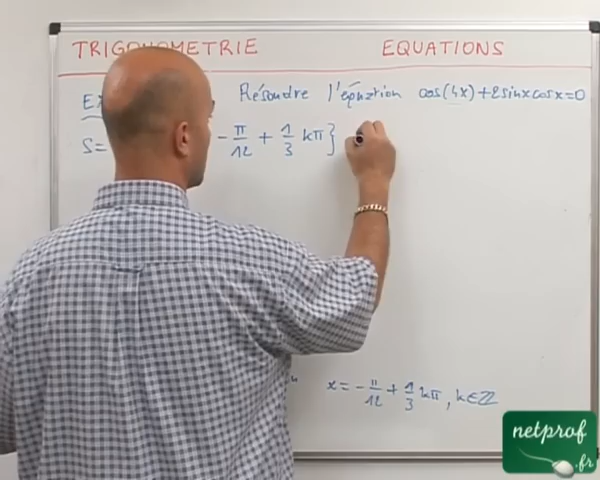 TRIGONOMETRIE EQUATIONS
Résoudre l'équation cos(4x)+2sinx cosx=0
S= -π/12 + 1/3 kπ}
x = -π/12 + 1/3 kπ, k∈ℤ
netprof
.fr